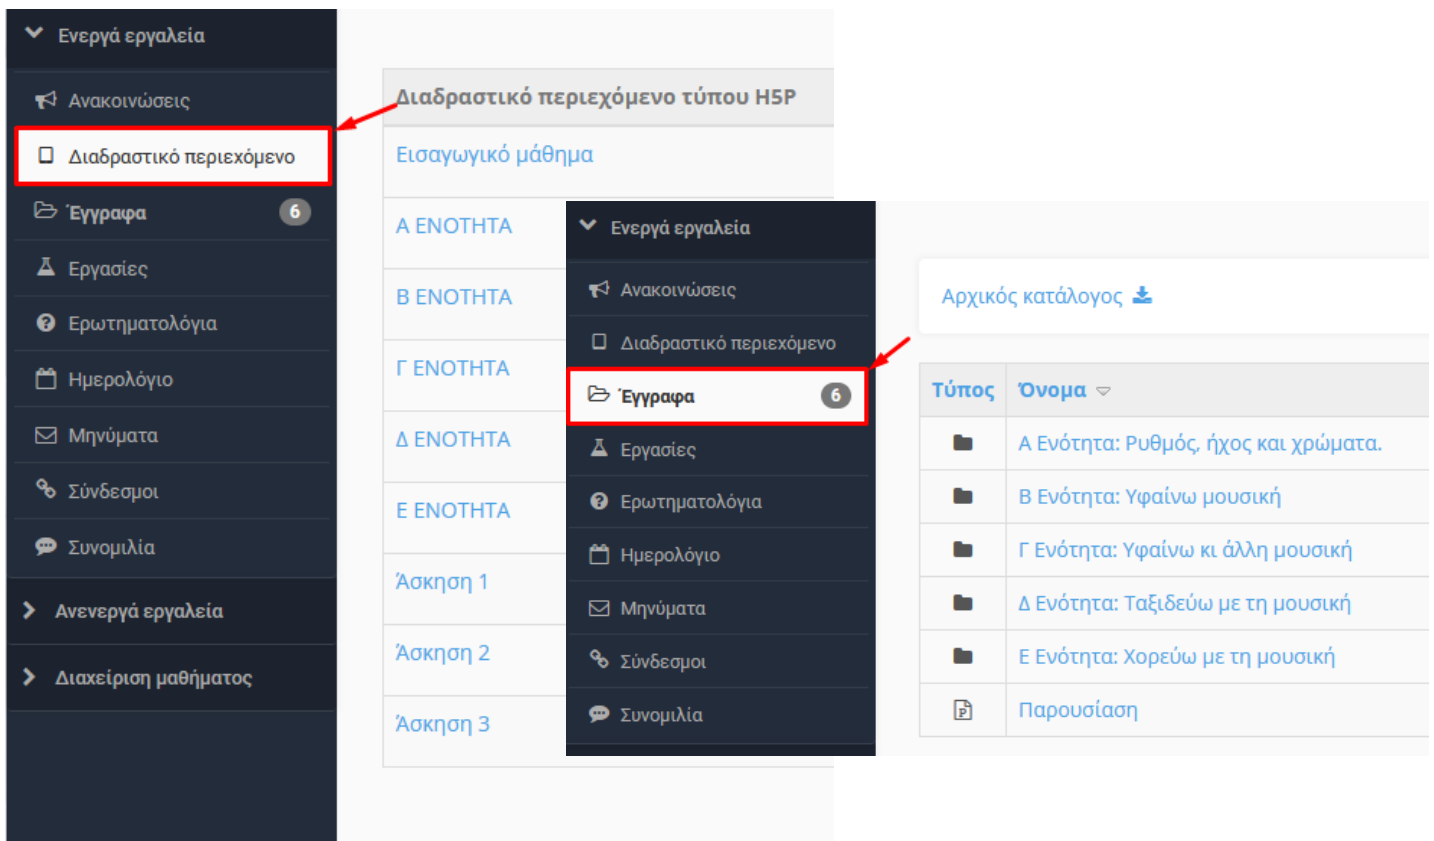 Ενεργά εργαλεία
Ανακοινώσεις
Διαδραστικό περιεχόμενο
Έγγραφα 6
Εργασίες
Ερωτηματολόγια
Ημερολόγιο
Μηνύματα
Σύνδεσμοι
Συνομιλία
Ανενεργά εργαλεία
Διαχείριση μαθήματος
Διαδραστικό περιεχόμενο τύπου H5P
Εισαγωγικό μάθημα
Α ΕΝΟΤΗΤΑ
Β ΕΝΟΤΗΤΑ
Γ ΕΝΟΤΗΤΑ
Δ ΕΝΟΤΗΤΑ
Ε ΕΝΟΤΗΤΑ
Άσκηση 1
Άσκηση 2
Άσκηση 3
Ενεργά εργαλεία
Ανακοινώσεις
Διαδραστικό περιεχόμενο
Έγγραφα 6
Εργασίες
Ερωτηματολόγια
Ημερολόγιο
Μηνύματα
Σύνδεσμοι
Συνομιλία
Αρχικός κατάλογος
Τύπος Όνομα
Α Ενότητα: Ρυθμός, ήχος και χρώματα.
Β Ενότητα: Υφαίνω μουσική
Γ Ενότητα: Υφαίνω κι άλλη μουσική
Δ Ενότητα: Ταξιδεύω με τη μουσική
Ε Ενότητα: Χορεύω με τη μουσική
Παρουσίαση